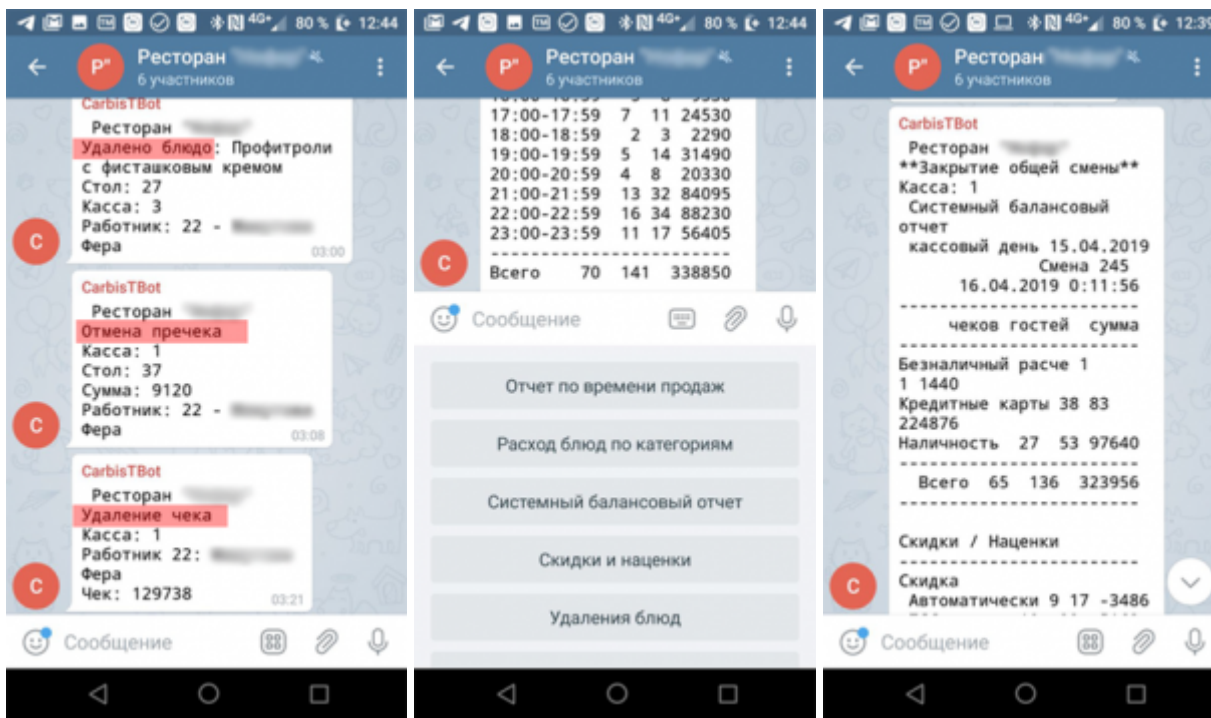 80 % 12:44
Ресторан
6 участников
CarbisTBot
Ресторан
Удалено блюдо: Профитроли
с фисташковым кремом
Стол: 27
Касса: 3
Работник: 22 -
Фера
03:00
C
CarbisTBot
Ресторан
Отмена пречека
Касса: 1
Стол: 37
Сумма: 9120
Работник: 22 -
Фера
03:08
C
CarbisTBot
Ресторан
Удаление чека
Касса: 1
Работник 22:
Фера
Чек: 129738
03:21
C
Сообщение
4G+ 80 % 12:44
P"
Ресторан
6 участников
17:00-17:59 7 11 24530
18:00-18:59 2 3 2290
19:00-19:59 5 14 31490
20:00-20:59 4 8 20330
21:00-21:59 13 32 84095
22:00-22:59 16 34 88230
23:00-23:59 11 17 56405
Всего 70 141 338850
C
Сообщение
Отчет по времени продаж
Расход блюд по категориям
Системный балансовый отчет
Скидки и наценки
Удаления блюд
4G+ 80 % 12:39
P"
Ресторан
6 участников
CarbisTBot
Ресторан
**Закрытие общей смены**
Касса: 1
Системный балансовый
отчет
кассовый день 15.04.2019
Смена 245
16.04.2019 0:11:56
чеков гостей сумма
Безналичный расче 1
1 1440
Кредитные карты 38 83
224876
Наличность 27 53 97640
Всего 65 136 323956
Скидки / Наценки
Скидка
Автоматически 9 17 -3486
C
Сообщение